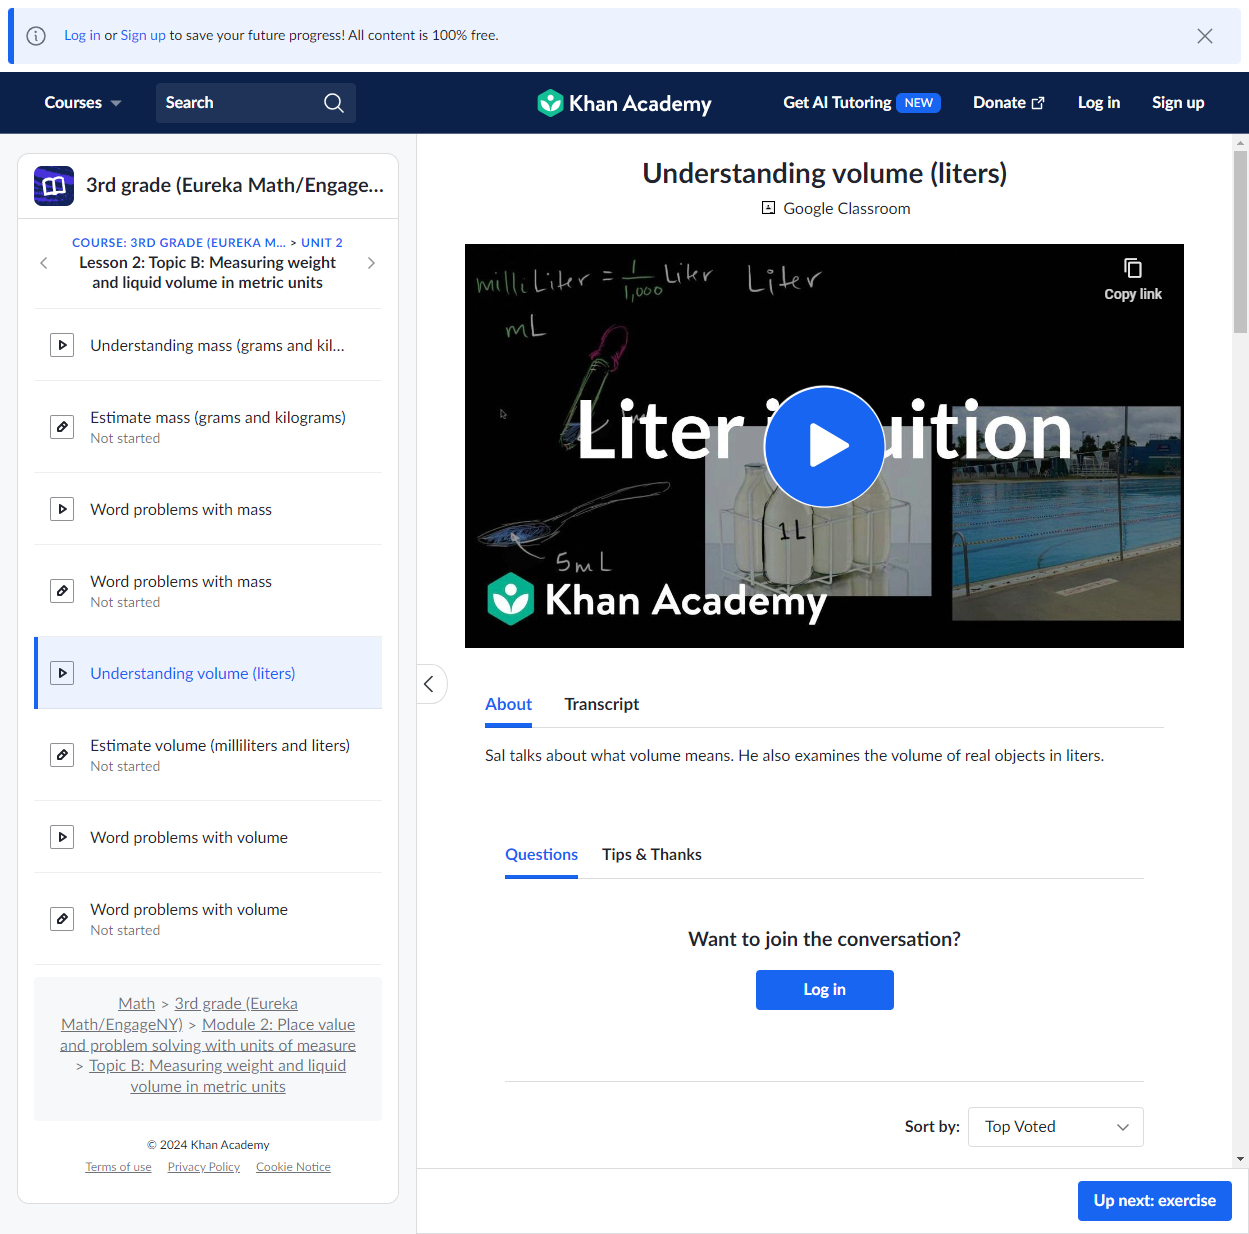 Log in or Sign up to save your future progress! All content is 100% free.
Courses
Search
Khan Academy
Get AI Tutoring NEW
Donate
Log in
Sign up
3rd grade (Eureka Math/Engage...
COURSE: 3RD GRADE (EUREKA M... > UNIT 2
Lesson 2: Topic B: Measuring weight
and liquid volume in metric units
Understanding mass (grams and kil...
Estimate mass (grams and kilograms)
Not started
Word problems with mass
Word problems with mass
Not started
Understanding volume (liters)
Estimate volume (milliliters and liters)
Not started
Word problems with volume
Word problems with volume
Not started
Math > 3rd grade (Eureka
Math/EngageNY) > Module 2: Place value
and problem solving with units of measure
> Topic B: Measuring weight and liquid
volume in metric units
© 2024 Khan Academy
Terms of use Privacy Policy Cookie Notice
Understanding volume (liters)
Google Classroom
milliLiter = 1/1,000 Liter Liter
mL
Copy link
Liter
1L
5mL
Khan Academy
About Transcript
Sal talks about what volume means. He also examines the volume of real objects in liters.
Questions Tips & Thanks
Want to join the conversation?
Log in
Sort by: Top Voted
Up next: exercise